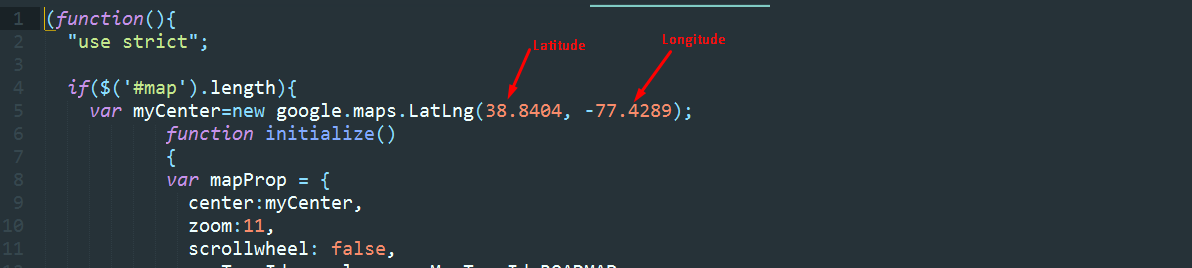 1 (function(){
2 "use strict";
Latitude
Longitude
3
4 if($('#map').length){
5 var myCenter=new google.maps.LatLng(38.8404, -77.4289);
6 function initialize()
7 {
8 var mapProp = {
9 center:myCenter,
10 zoom:11,
11 scrollwheel: false,